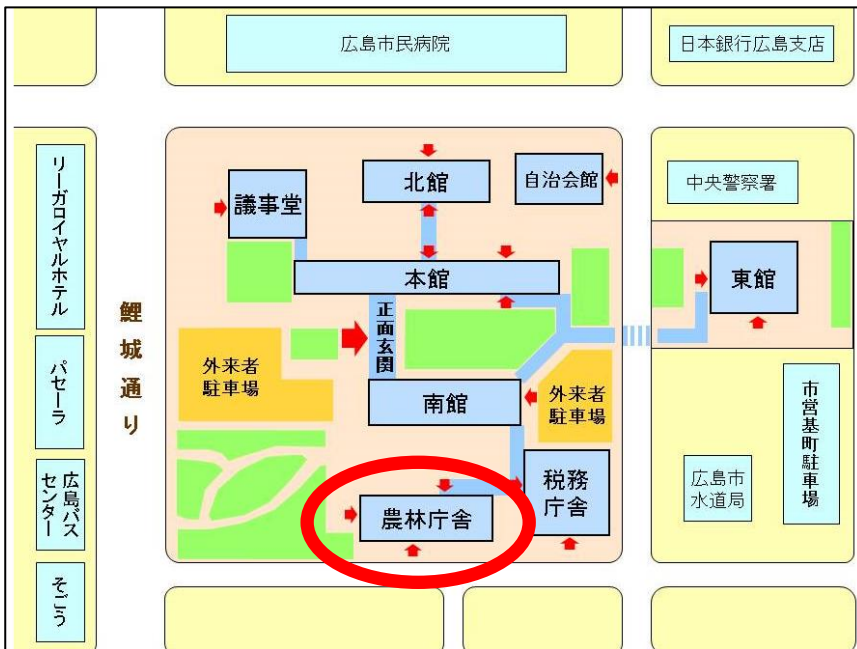 広島市民病院
日本銀行広島支店
リーガロイヤルホテル
議事堂
北館
自治会館
中央警察署
本館
東館
鯉城通り
正面玄関
パセーラ
外来者
駐車場
南館
外来者
駐車場
市営基町駐車場
広島バス
センター
農林庁舎
税務
庁舎
広島市
水道局
そごう